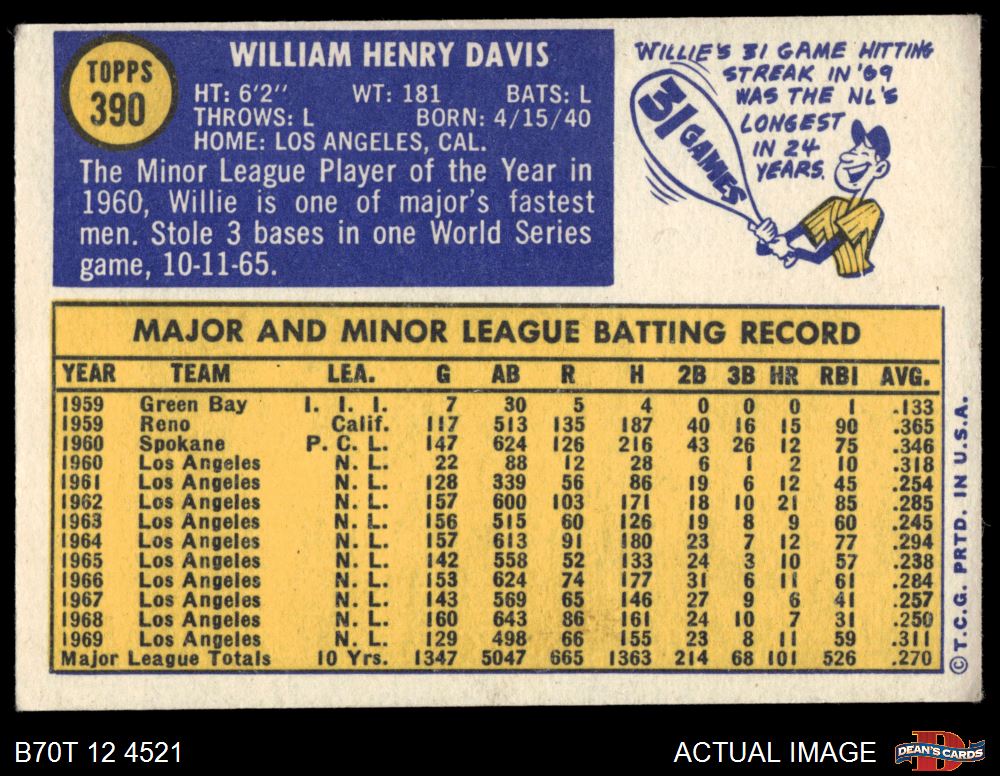 TOPPS
390
WILLIAM HENRY DAVIS
HT: 6'2" WT: 181 BATS: L
THROWS: L BORN: 4/15/40
HOME: LOS ANGELES, CAL.
The Minor League Player of the Year in
1960, Willie is one of major's fastest
men. Stole 3 bases in one World Series
game, 10-11-65.
WILLIE'S 31 GAME HITTING
STREAK IN '69
WAS THE NL'S
LONGEST
IN 24
YEARS.
31 GAMES
MAJOR AND MINOR LEAGUE BATTING RECORD
YEAR TEAM LEA. G AB R H 2B 3B HR RBI AVG.
1959 Green Bay I. I. I. 7 30 5 4 0 0 0 1 .133
1959 Reno Calif. 117 513 135 187 40 16 15 90 .365
1960 Spokane P. C. L. 147 624 126 216 43 26 12 75 .346
1960 Los Angeles N. L. 22 88 12 28 6 1 2 10 .318
1961 Los Angeles N. L. 128 339 56 86 19 6 12 45 .254
1962 Los Angeles N. L. 157 600 103 171 18 10 21 85 .285
1963 Los Angeles N. L. 156 515 60 126 19 8 9 60 .245
1964 Los Angeles N. L. 157 613 91 180 23 7 12 77 .294
1965 Los Angeles N. L. 142 558 52 133 24 3 10 57 .238
1966 Los Angeles N. L. 153 624 74 177 31 6 11 61 .284
1967 Los Angeles N. L. 143 569 65 146 27 9 6 41 .257
1968 Los Angeles N. L. 160 643 86 161 24 10 7 31 .250
1969 Los Angeles N. L. 129 498 66 155 23 8 11 59 .311
Major League Totals 10 Yrs. 1347 5047 665 1363 214 68 101 526 .270
© T.C.G. PRTD. IN U.S.A.
B70T 12 4521
ACTUAL IMAGE
D
DEAN'S CARDS